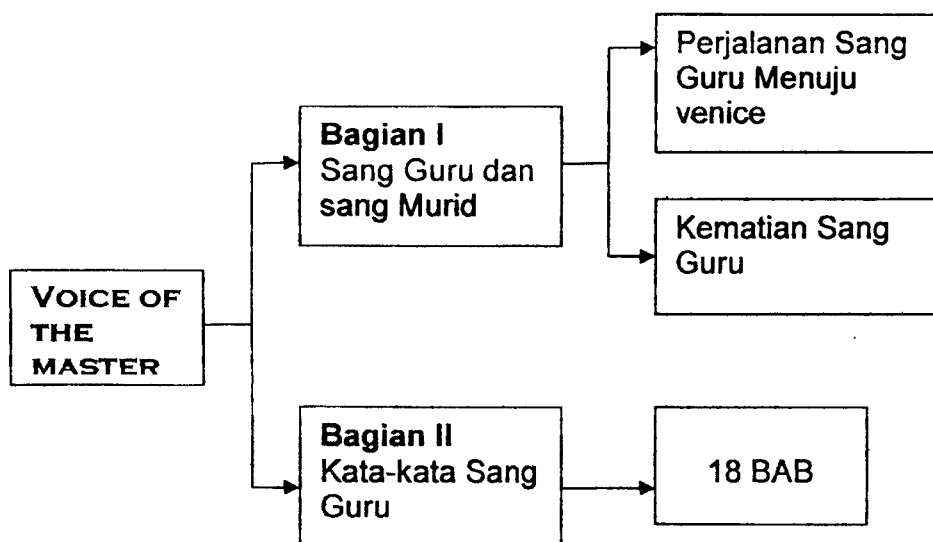 VOICE OF
THE
MASTER
Bagian I
Sang Guru dan
sang Murid
Perjalanan Sang
Guru Menuju
venice
Kematian Sang
Guru
Bagian II
Kata-kata Sang
Guru
18 BAB